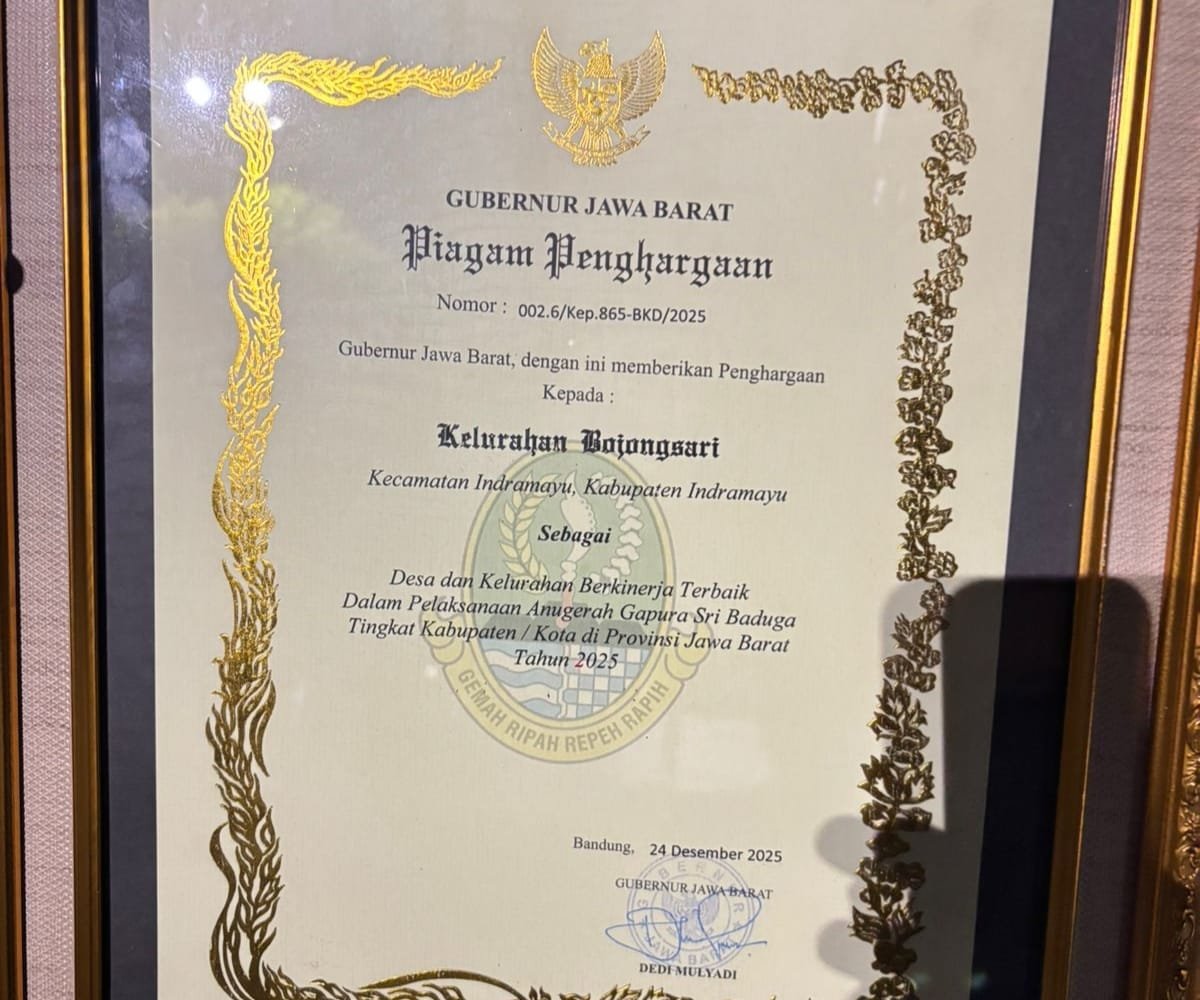 GUBERNUR JAWA BARAT
Piagam Penghargaan
Nomor : 002.6/Kep.865-BKD/2025
Gubernur Jawa Barat, dengan ini memberikan Penghargaan
Kepada :
Kelurahan Bojongsari
Kecamatan Indramayu, Kabupaten Indramayu
Sebagai
Desa dan Kelurahan Berkinerja Terbaik
Dalam Pelaksanaan Anugerah Gapura Sri Baduga
Tingkat Kabupaten / Kota di Provinsi Jawa Barat
Tahun 2025
GEMAH RIPAH REPEH RAPIH
Bandung, 24 Desember 2025
GUBERNUR JAWA BARAT
GUBERNUR
JAWA BARAT
DEDI MULYADI